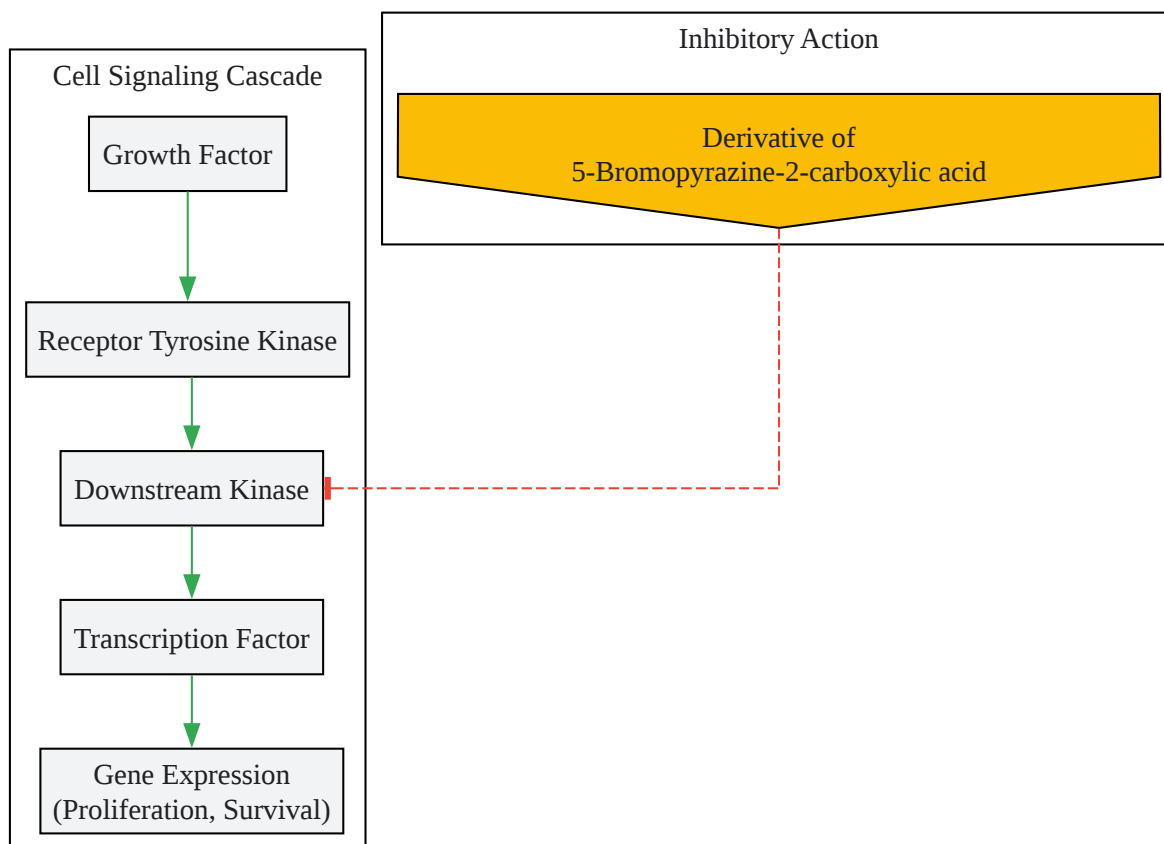 Cell Signaling Cascade
Growth Factor
Receptor Tyrosine Kinase
Downstream Kinase
Transcription Factor
Gene Expression
(Proliferation, Survival)
Inhibitory Action
Derivative of
5-Bromopyrazine-2-carboxylic acid